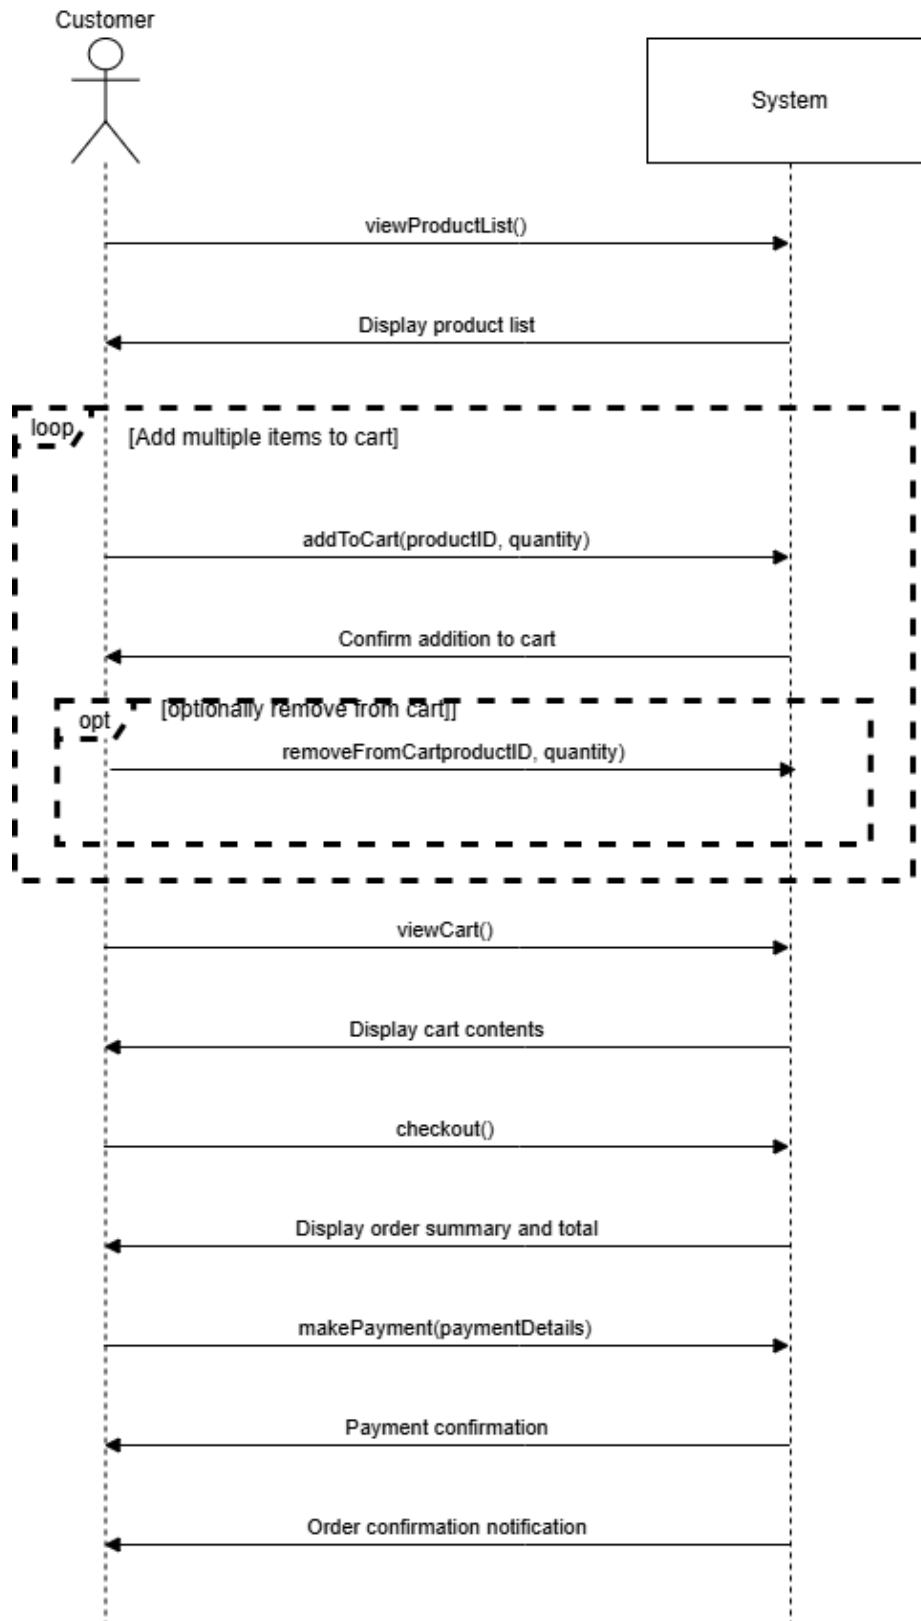 Customer
System
viewProductList()
Display product list
loop
[Add multiple items to cart]
addToCart(productID, quantity)
Confirm addition to cart
opt
[optionally remove from cart]]
removeFromCartproductID, quantity)
viewCart()
Display cart contents
checkout()
Display order summary and total
makePayment(paymentDetails)
Payment confirmation
Order confirmation notification